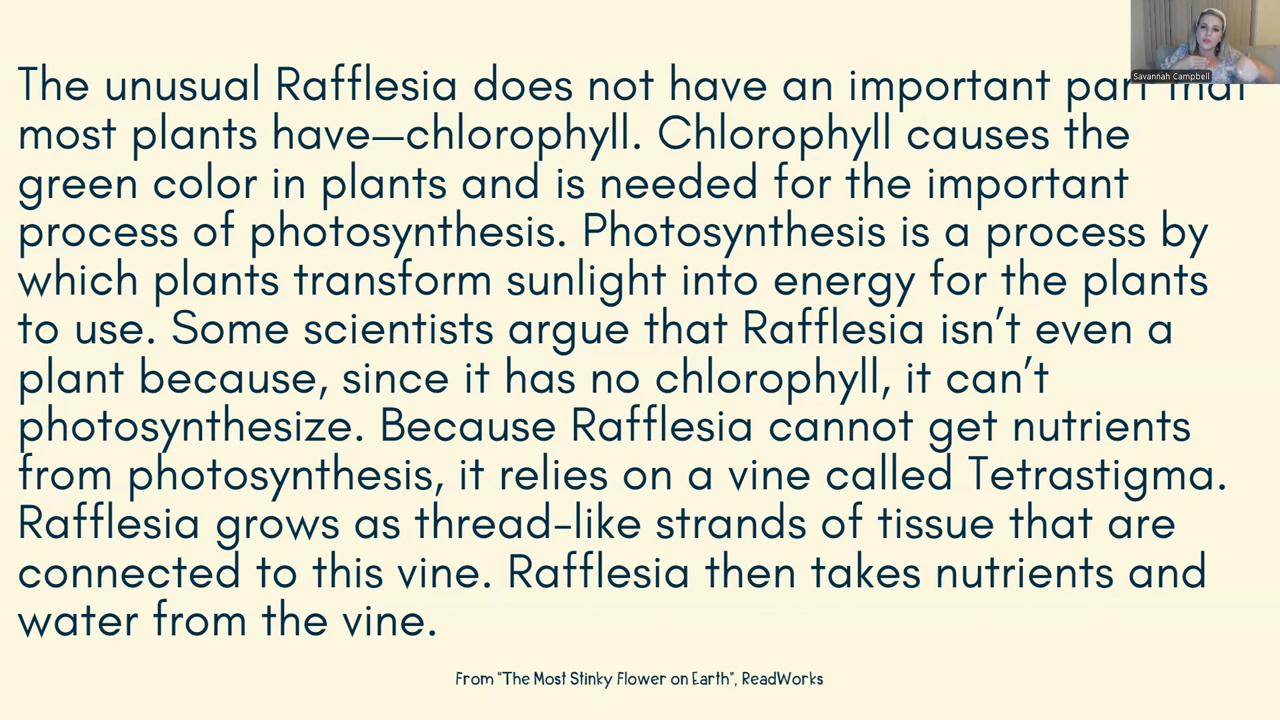 The unusual Rafflesia does not have an important part that
Savannah Campbell
most plants have—chlorophyll. Chlorophyll causes the
green color in plants and is needed for the important
process of photosynthesis. Photosynthesis is a process by
which plants transform sunlight into energy for the plants
to use. Some scientists argue that Rafflesia isn’t even a
plant because, since it has no chlorophyll, it can’t
photosynthesize. Because Rafflesia cannot get nutrients
from photosynthesis, it relies on a vine called Tetrastigma.
Rafflesia grows as thread-like strands of tissue that are
connected to this vine. Rafflesia then takes nutrients and
water from the vine.
From “The Most Stinky Flower on Earth”, ReadWorks